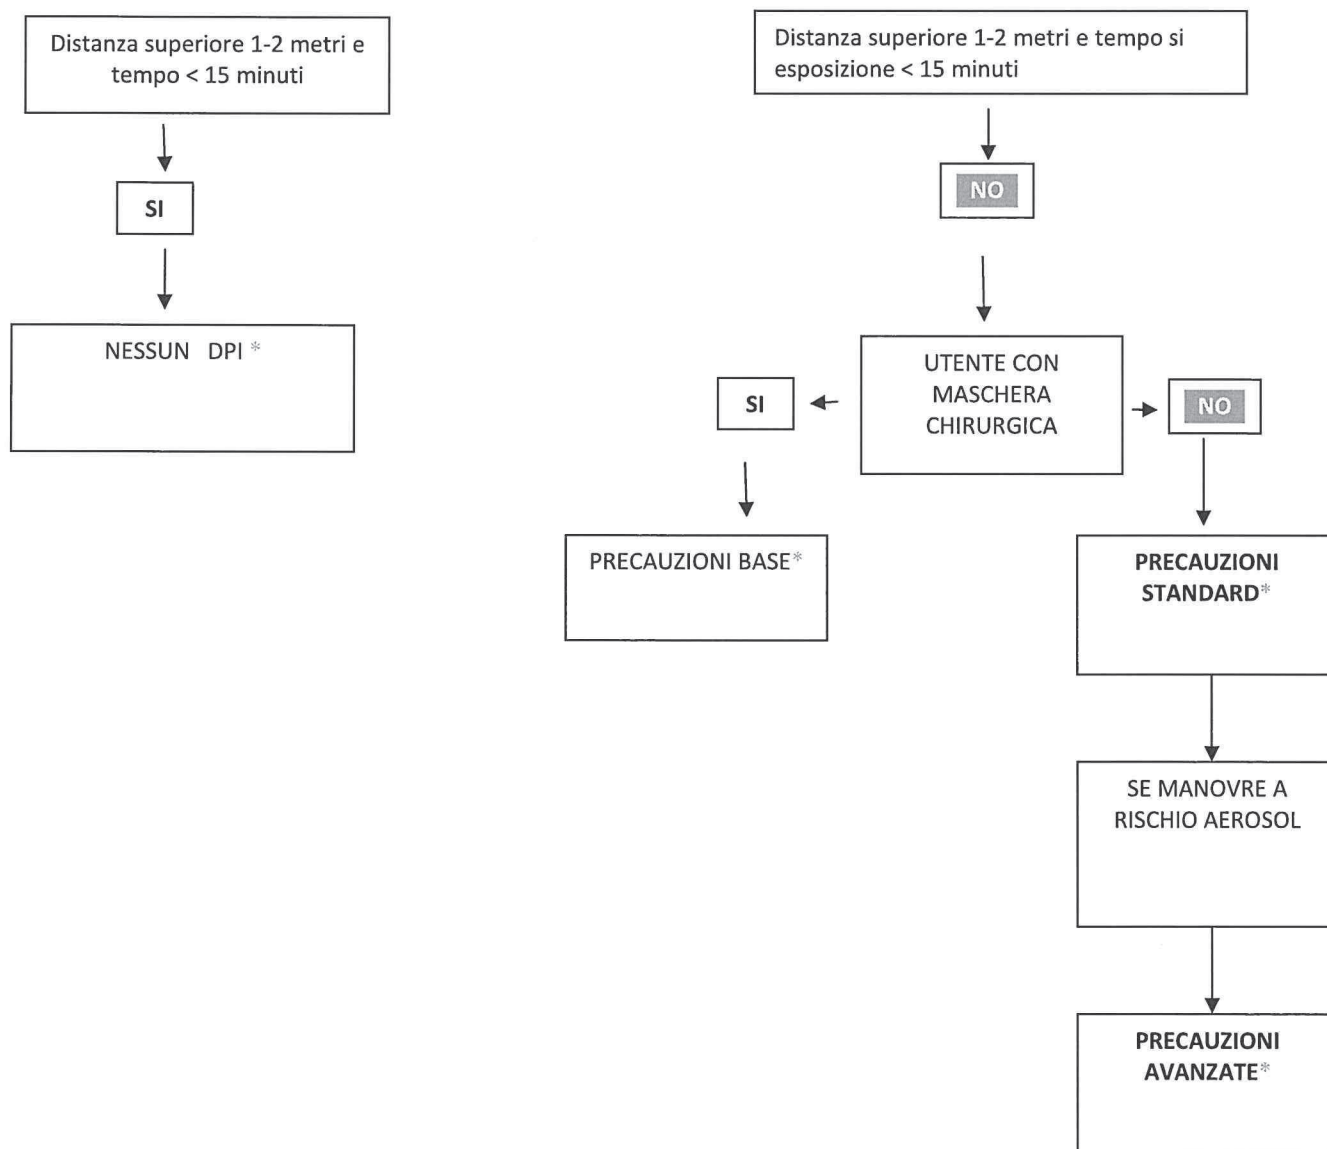 Distanza superiore 1-2 metri e
tempo < 15 minuti
SI
NESSUN DPI *
Distanza superiore 1-2 metri e tempo si
esposizione < 15 minuti
NO
UTENTE CON
MASCHERA
CHIRURGICA
SI
NO
PRECAUZIONI BASE*
PRECAUZIONI
STANDARD*
SE MANOVRE A
RISCHIO AEROSOL
PRECAUZIONI
AVANZATE*